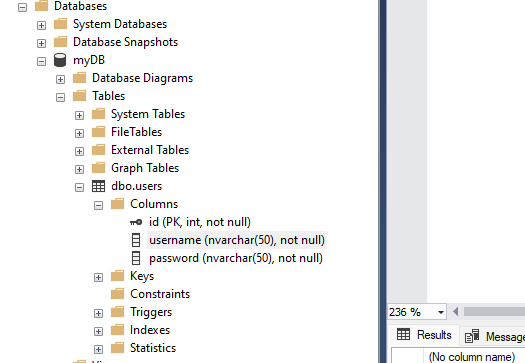 Databases
System Databases
Database Snapshots
myDB
Database Diagrams
Tables
System Tables
FileTables
External Tables
Graph Tables
dbo.users
Columns
id (PK, int, not null)
username (nvarchar(50), not null)
password (nvarchar(50), not null)
Keys
Constraints
Triggers
Indexes
Statistics
236 %
Results Message
(No column name)